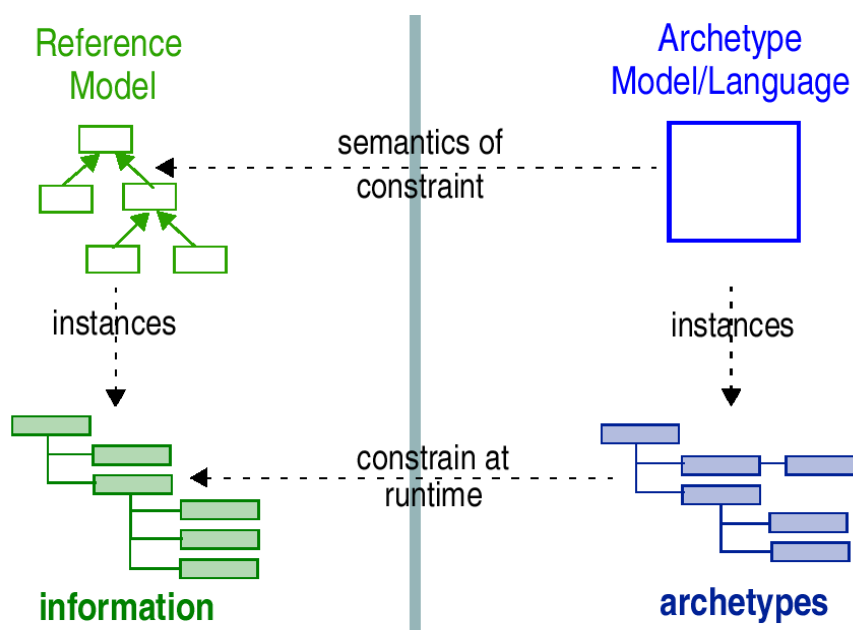 Reference
Model
Archetype
Model/Language
semantics of
constraint
instances
instances
constrain at
runtime
information
archetypes